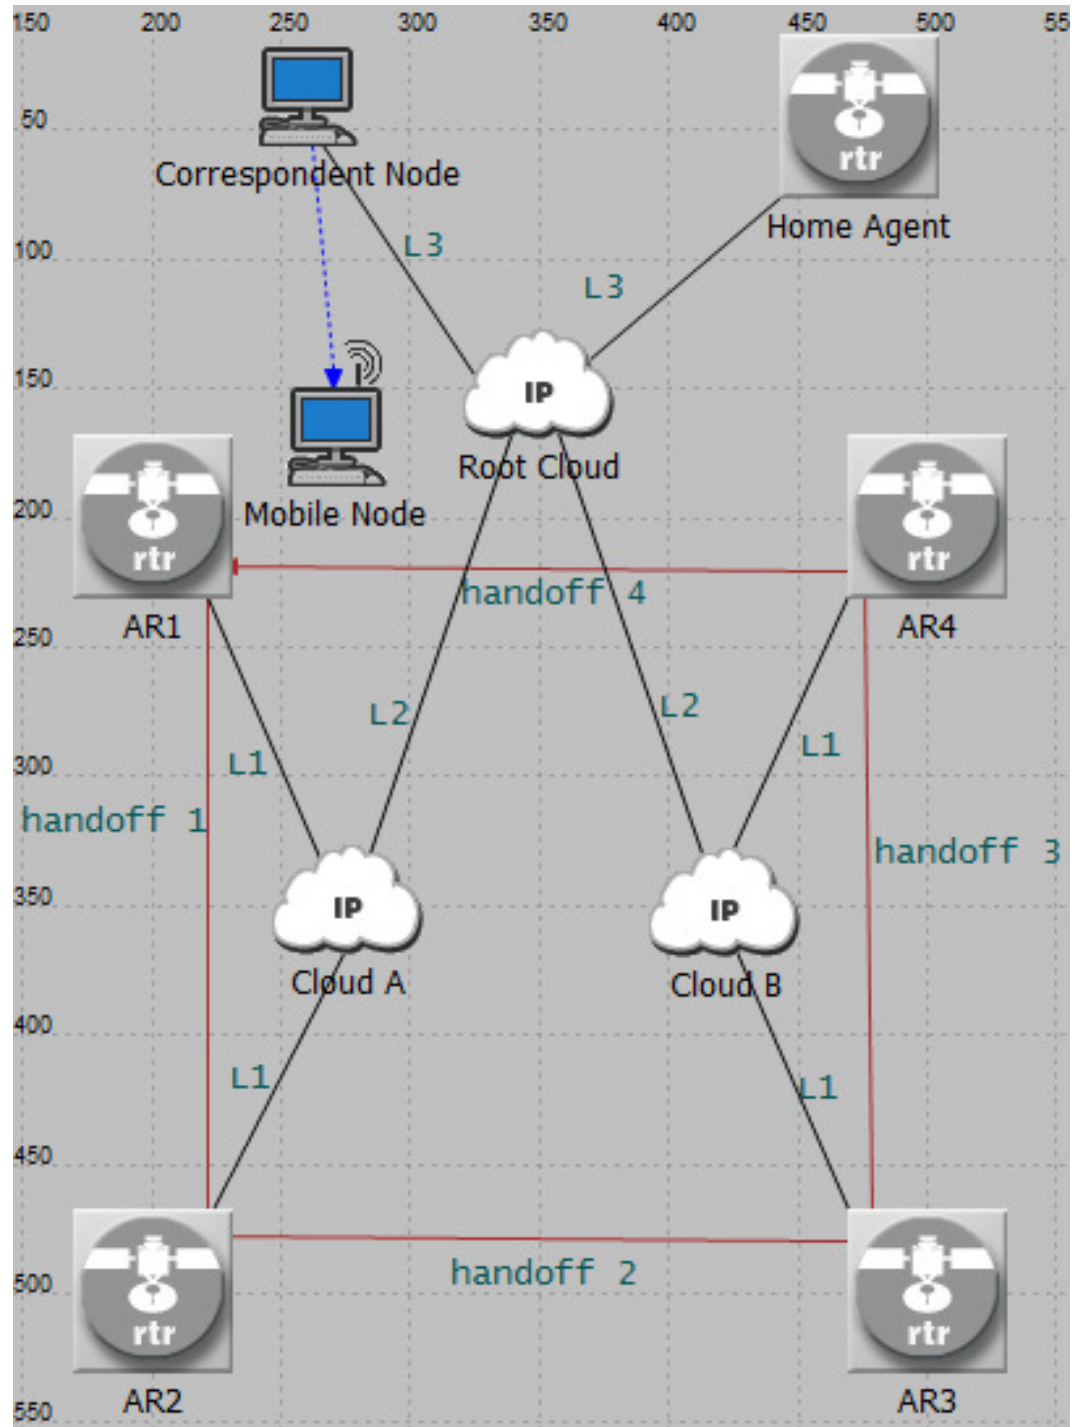 150 200 250 300 350 400 450 500 55
50
rtr
Correspondent Node
Home Agent
100
L3
L3
150
IP
Root Cloud
Mobile Node
200
rtr
rtr
handoff 4
AR1
AR4
250
L2
L2
L1
L1
300
handoff 1
handoff 3
350
IP
IP
Cloud A
Cloud B
400
L1
L1
450
handoff 2
500
rtr
rtr
AR2
AR3
550